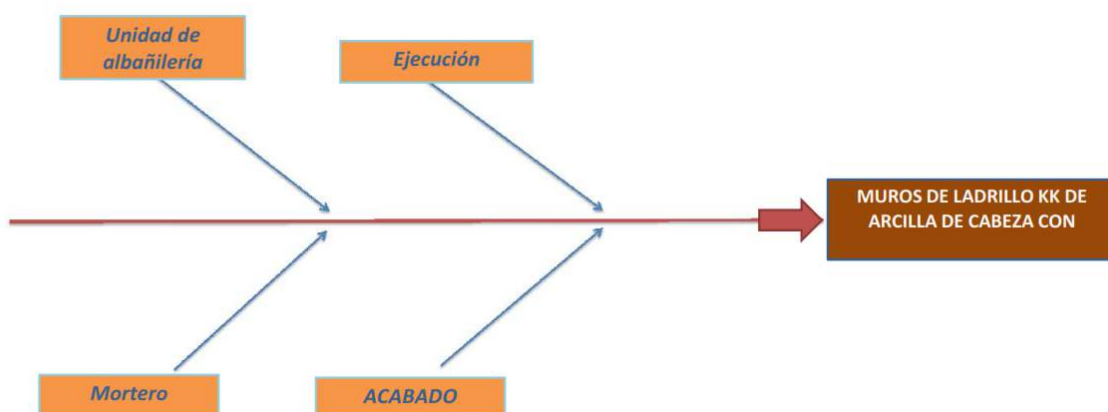 Unidad de
albañilería
Ejecución
MUROS DE LADRILLO KK DE
ARCILLA DE CABEZA CON
Mortero
ACABADO